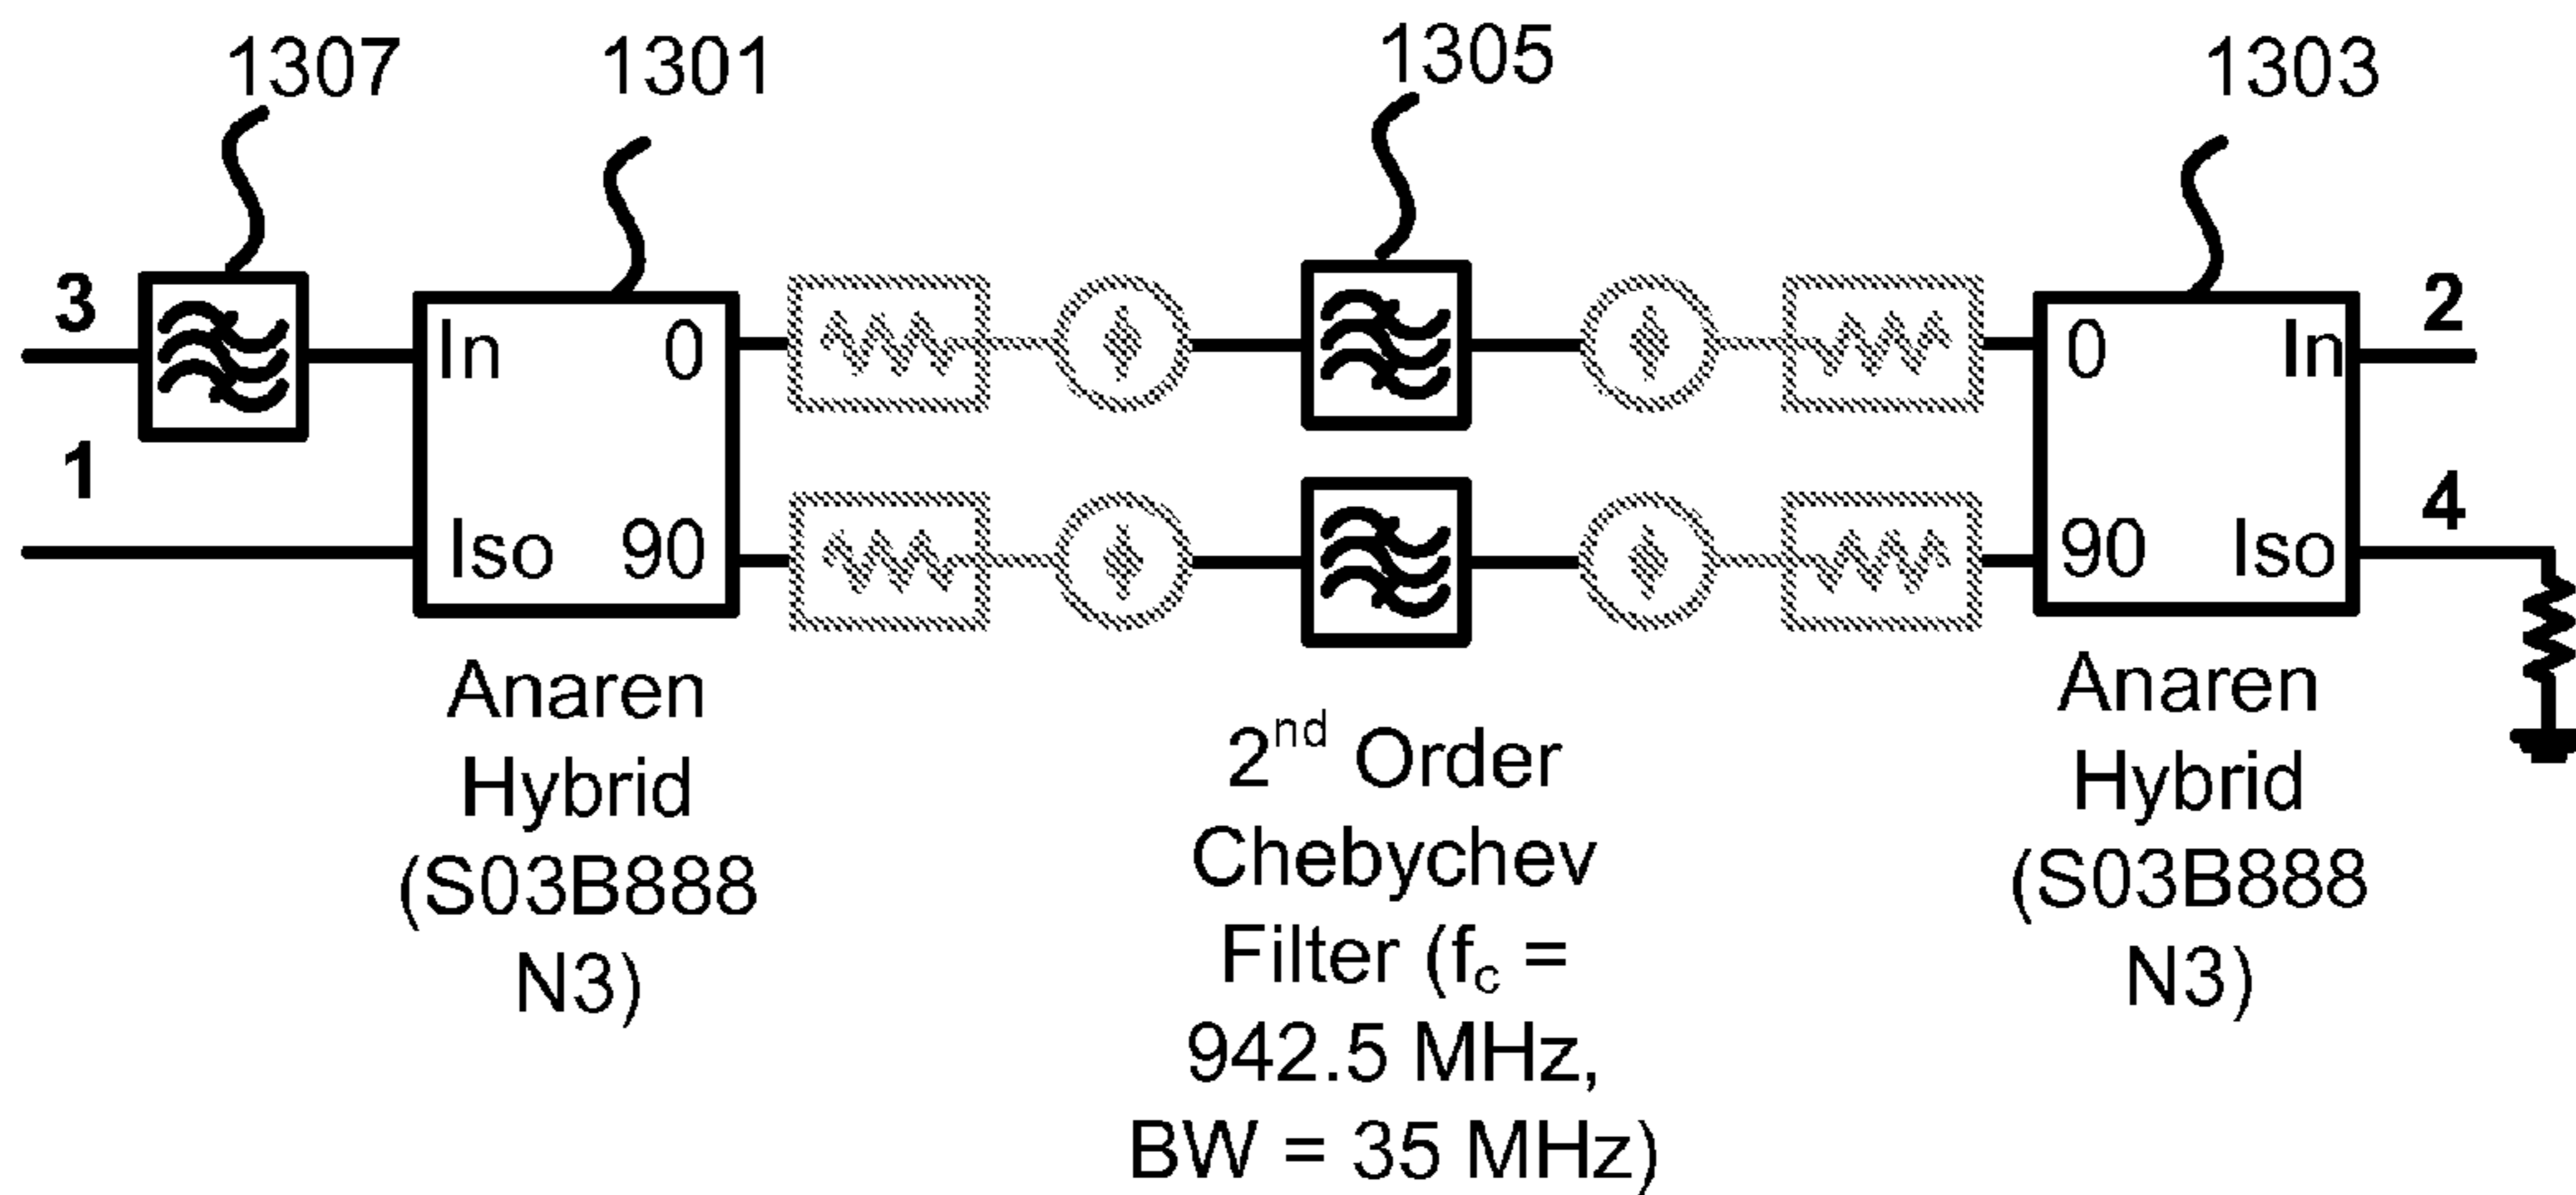 1307
1301
1305
1303
3
1
In
0
Iso
90
0
In
90
Iso
2
4
Anaren
Hybrid
(S03B888
N3)
2nd Order
Chebychev
Filter (fc =
942.5 MHz,
BW = 35 MHz)
Anaren
Hybrid
(S03B888
N3)